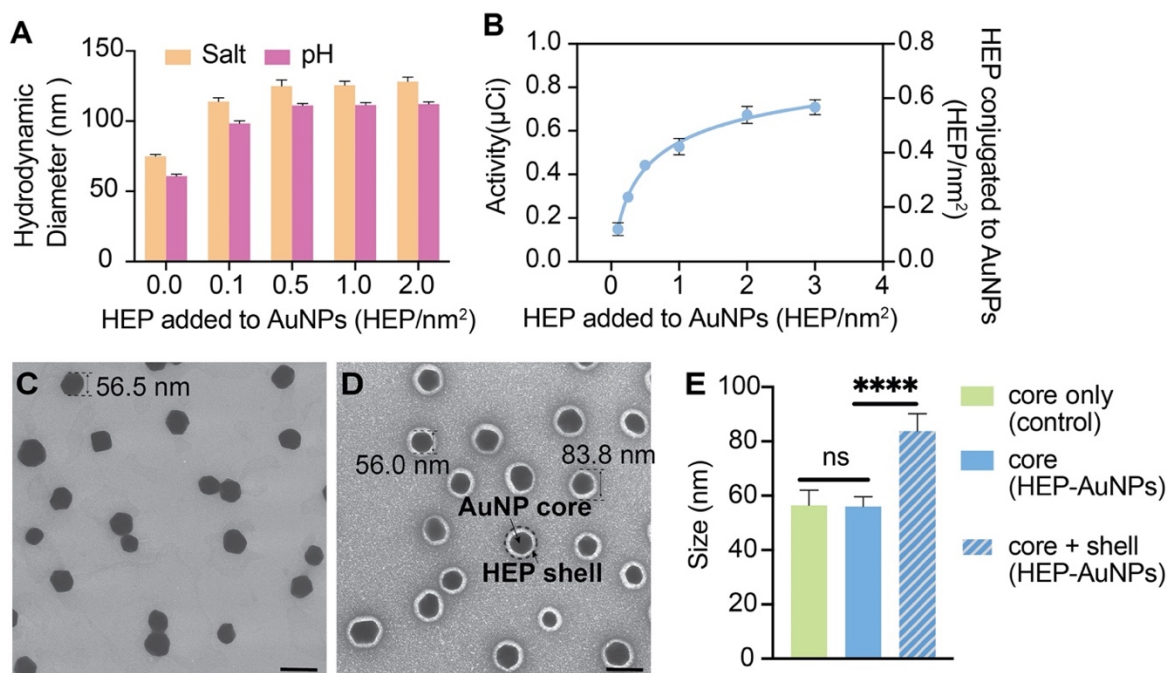 A
Salt
pH
150
100
50
0
Hydrodynamic
Diameter (nm )
0.0
0.1
0.5
1.0
2.0
HEP added to AuNPs (HEP/nm²)
B
1.0
0.8
0.6
0.4
0.2
0.0
Activity(μCi)
0.8
0.6
0.4
0.2
0.0
HEP conjugated to AuNPs
(HEP/nm²)
0
1
2
3
4
HEP added to AuNPs (HEP/nm²)
C
56.5 nm
D
56.0 nm
83.8 nm
AuNP core
HEP shell
E
100
80
60
40
20
0
Size (nm)
ns
****
core only
(control)
core
(HEP-AuNPs)
core + shell
(HEP-AuNPs)